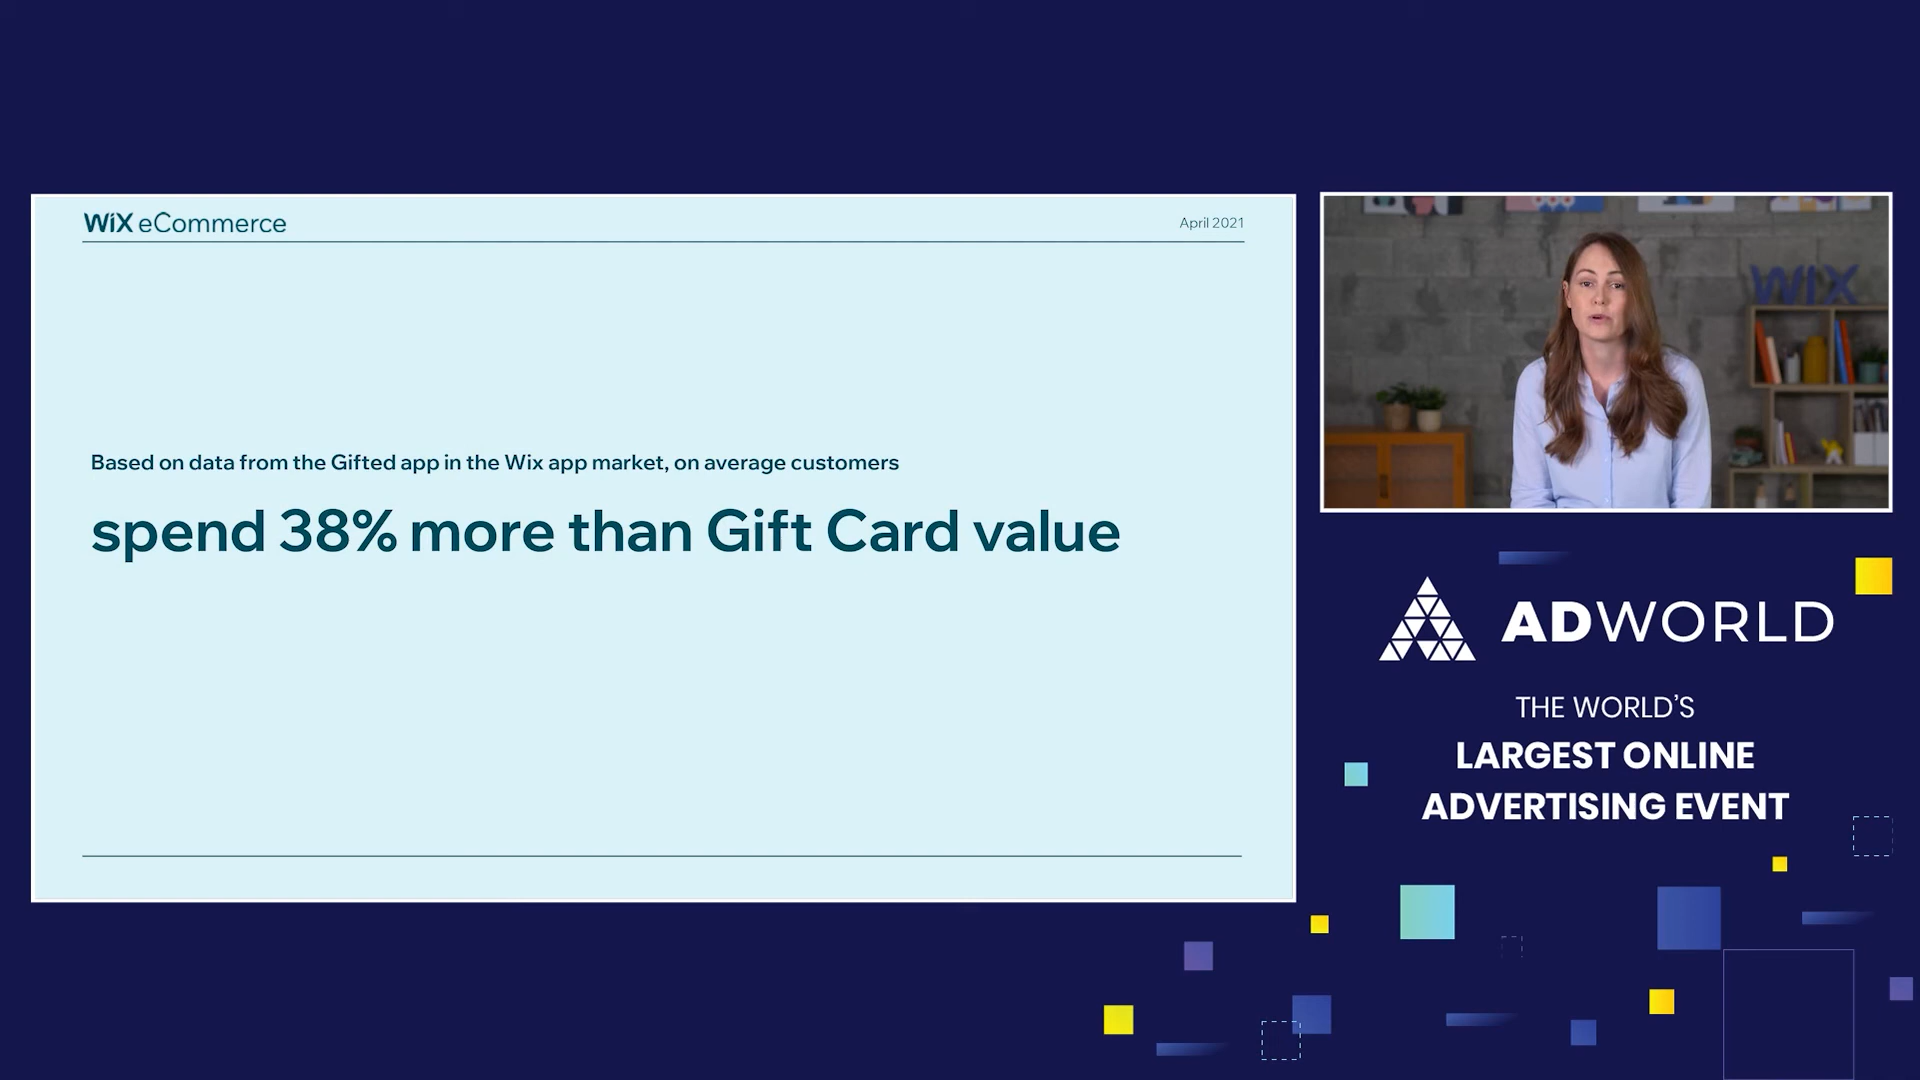 WiX eCommerce
April 2021
Based on data from the Gifted app in the Wix app market, on average customers
spend 38% more than Gift Card value
WIX
ADWORLD
THE WORLD'S
LARGEST ONLINE
ADVERTISING EVENT